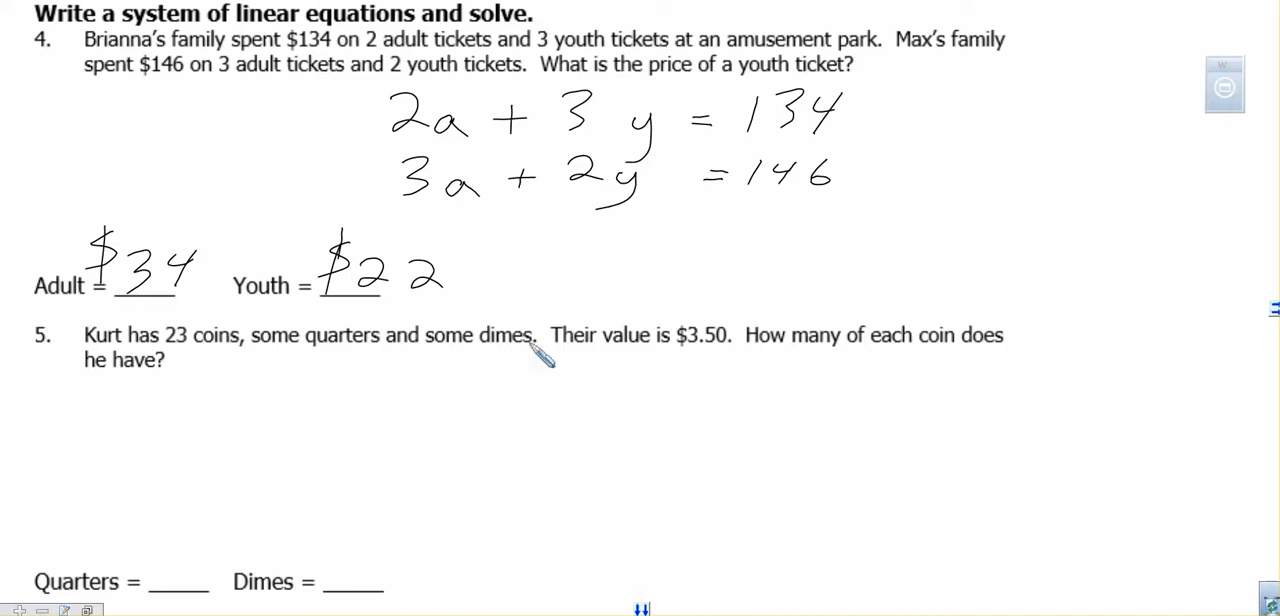 Write a system of linear equations and solve.
4. Brianna's family spent $134 on 2 adult tickets and 3 youth tickets at an amusement park. Max's family
spent $146 on 3 adult tickets and 2 youth tickets. What is the price of a youth ticket?
2a + 3 y = 134
3a + 2y = 146
Adult = $34 Youth = $22
5. Kurt has 23 coins, some quarters and some dimes. Their value is $3.50. How many of each coin does
he have?
Quarters = _____ Dimes = _____